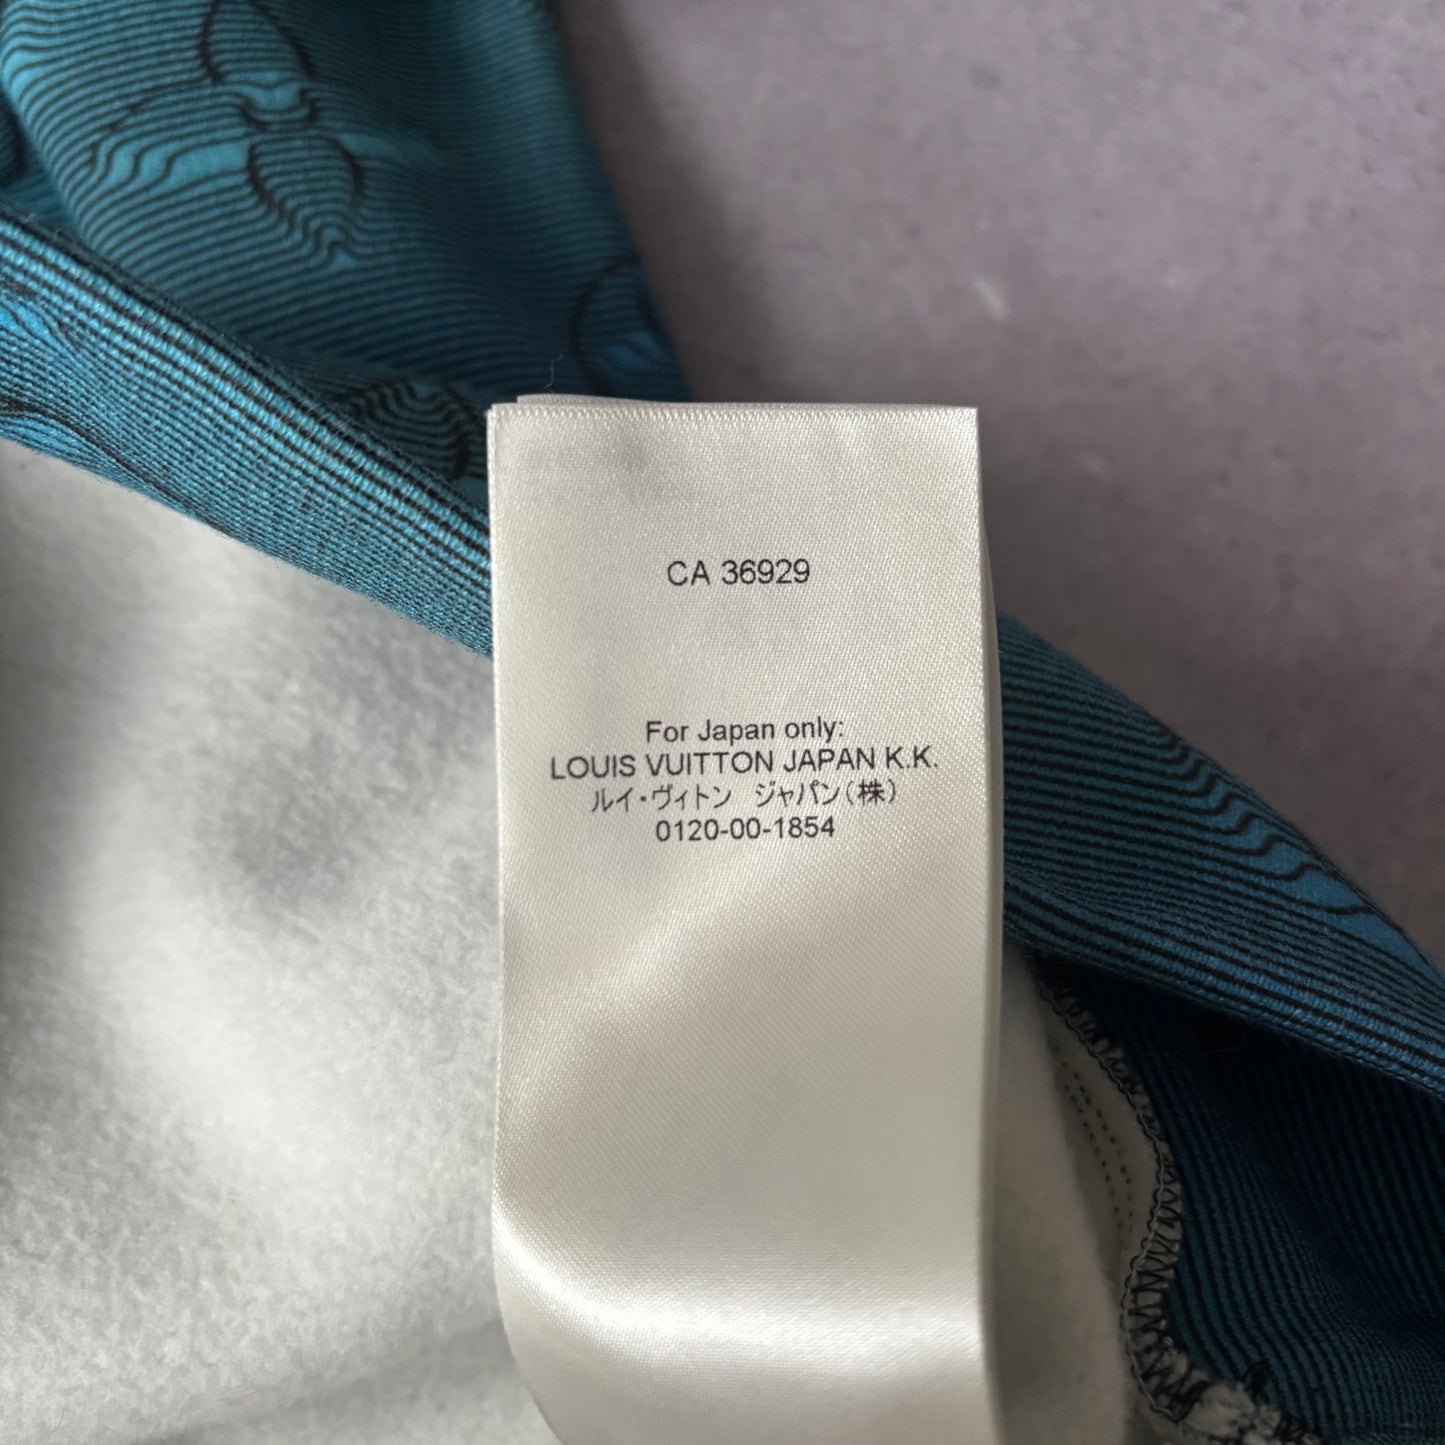 CA 36929
For Japan only:
LOUIS VUITTON JAPAN K.K.
ルイ・ヴィトン　ジャパン（株）
0120-00-1854